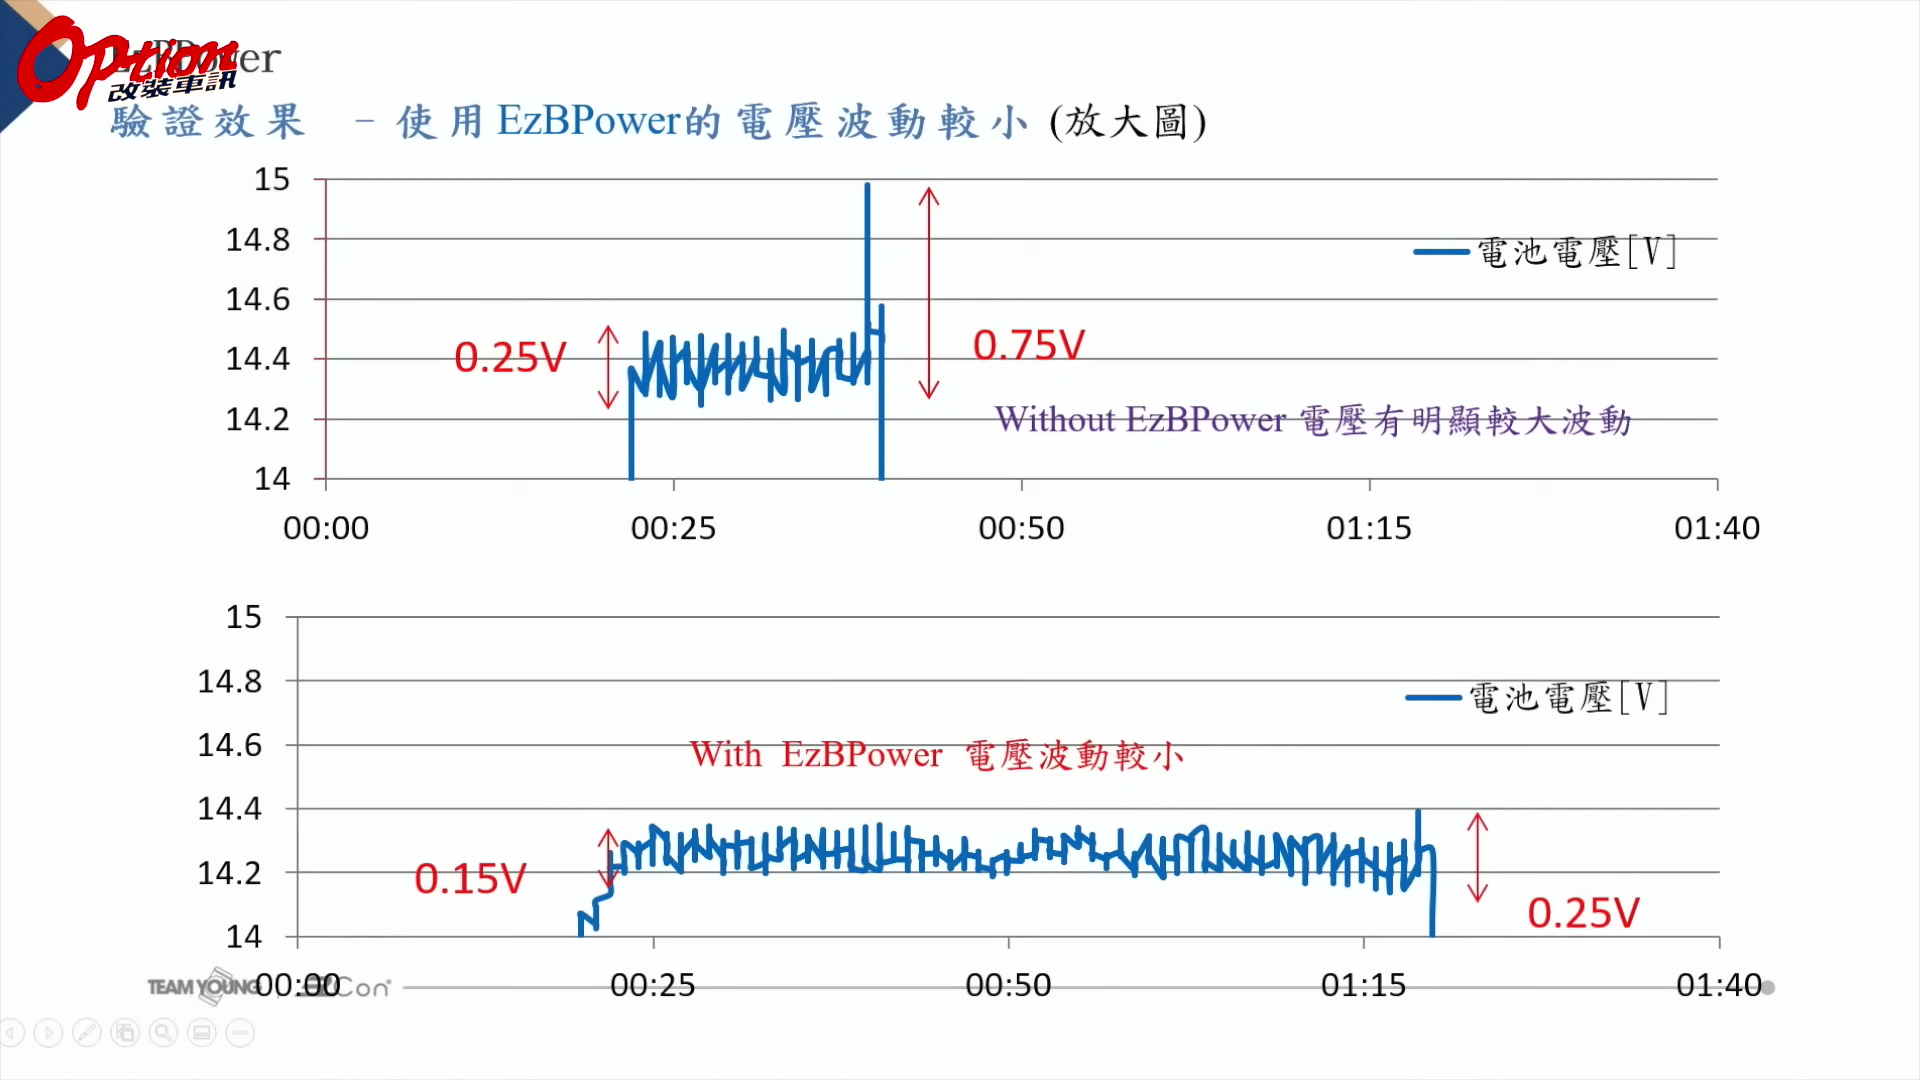 EzBPower
Option
改裝車訊
驗證效果 - 使用EzBPower的電壓波動較小 (放大圖)
15
14.8
電池電壓[V]
14.6
0.25V
0.75V
14.4
14.2
Without EzBPower 電壓有明顯較大波動
14
00:00 00:25 00:50 01:15 01:40
15
14.8
電池電壓[V]
14.6
With EzBPower 電壓波動較小
14.4
14.2
0.15V
0.25V
14
00:00 00:25 00:50 01:15 01:40
TEAM YOUNG